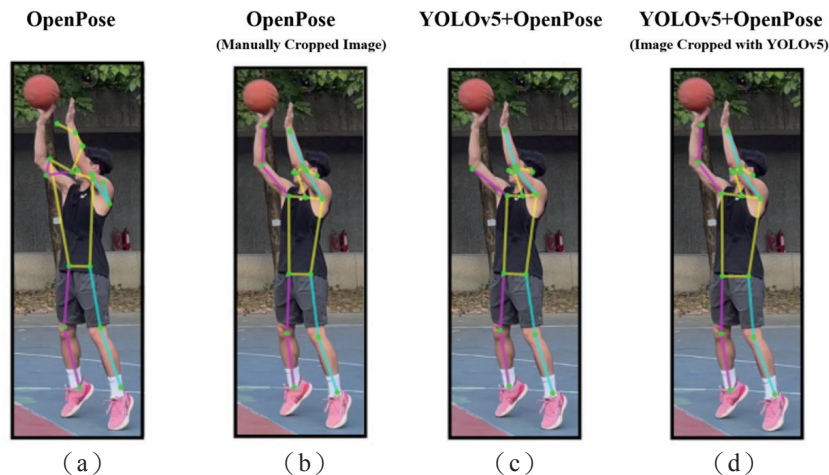 OpenPose
OpenPose
(Manually Cropped Image)
YOLOv5+OpenPose
YOLOv5+OpenPose
(Image Cropped with YOLOv5)
(a)
(b)
(c)
(d)